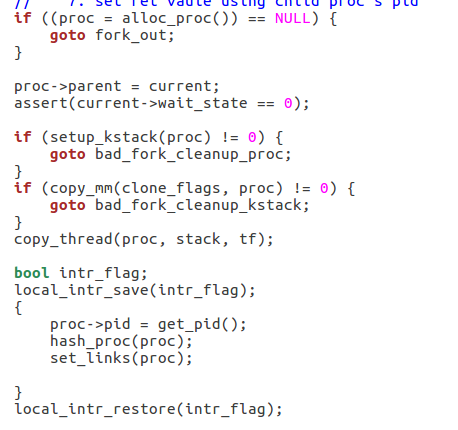 //    7. set ret vaule using child proc's pid
if ((proc = alloc_proc()) == NULL) {
    goto fork_out;
}

proc->parent = current;
assert(current->wait_state == 0);

if (setup_kstack(proc) != 0) {
    goto bad_fork_cleanup_proc;
}
if (copy_mm(clone_flags, proc) != 0) {
    goto bad_fork_cleanup_kstack;
}
copy_thread(proc, stack, tf);

bool intr_flag;
local_intr_save(intr_flag);
{
    proc->pid = get_pid();
    hash_proc(proc);
    set_links(proc);

}
local_intr_restore(intr_flag);